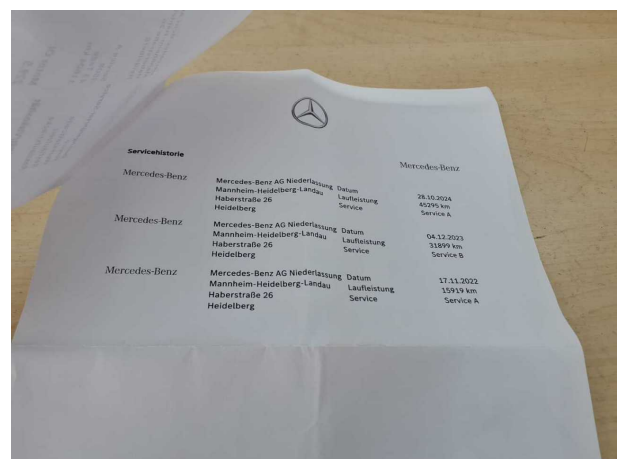 Mercedes-Benz
Servicehistorie
Mercedes-Benz Mercedes-Benz AG Niederlassung Datum 28.10.2024
Mannheim-Heidelberg-Landau Laufleistung 45295 km
Haberstraße 26 Service Service A
Heidelberg
Mercedes-Benz Mercedes-Benz AG Niederlassung Datum 04.12.2023
Mannheim-Heidelberg-Landau Laufleistung 31899 km
Haberstraße 26 Service Service B
Heidelberg
Mercedes-Benz Mercedes-Benz AG Niederlassung Datum 17.11.2022
Mannheim-Heidelberg-Landau Laufleistung 15919 km
Haberstraße 26 Service Service A
Heidelberg